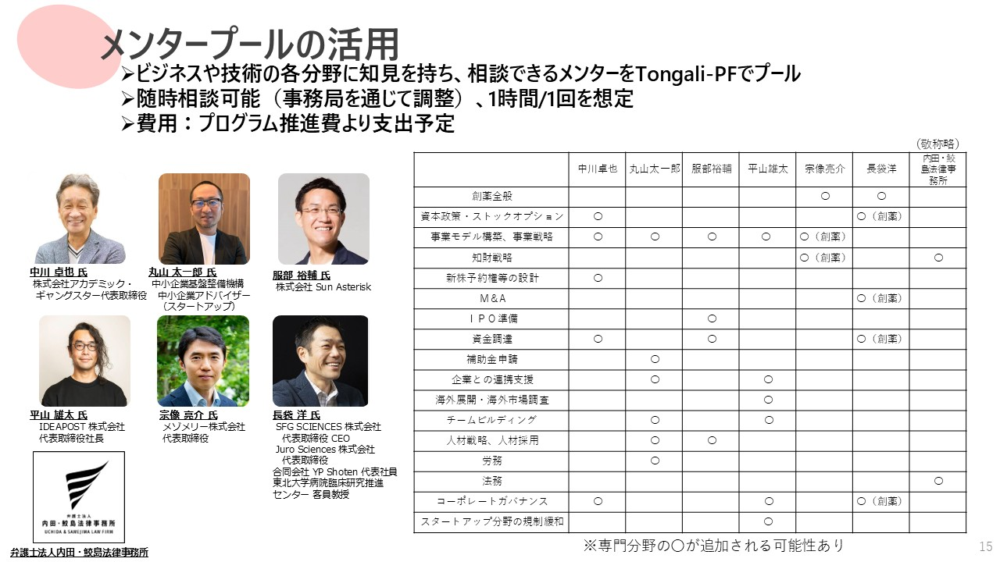 メンタープールの活用
➢ビジネスや技術の各分野に知見を持ち、相談できるメンターをTongali-PFでプール
➢随時相談可能（事務局を通じて調整）、1時間/1回を想定
➢費用：プログラム推進費より支出予定
中川 卓也 氏
株式会社アカデミック・
ギャングスター代表取締役
丸山 太一郎 氏
中小企業基盤整備機構
中小企業アドバイザー
（スタートアップ）
服部 裕輔 氏
株式会社 Sun Asterisk
平山 雄太 氏
IDEAPOST 株式会社
代表取締役社長
宗像 亮介 氏
メゾメリー株式会社
代表取締役
長袋 洋 氏
SFG SCIENCES 株式会社
代表取締役 CEO
Juro Sciences 株式会社
代表取締役
合同会社 YP Shoten 代表社員
東北大学病院臨床研究推進
センター 客員教授
弁護士法人
内田・鮫島法律事務所
UCHIDA & SAMEJIMA LAW FIRM
弁護士法人内田・鮫島法律事務所
（敬称略）
中川卓也 丸山太一郎 服部裕輔 平山雄太 宗像亮介 長袋洋 内田・鮫
島法律事
務所
創薬全般 〇 〇
資本政策・ストックオプション 〇 〇（創薬）
事業モデル構築、事業戦略 〇 〇 〇 〇 〇（創薬）
知財戦略 〇（創薬） 〇
新株予約権等の設計 〇
M＆A 〇（創薬）
ＩＰＯ準備 〇
資金調達 〇 〇 〇（創薬）
補助金申請 〇
企業との連携支援 〇 〇
海外展開・海外市場調査 〇
チームビルディング 〇 〇
人材戦略、人材採用 〇 〇
労務 〇
法務 〇
コーポレートガバナンス 〇 〇 〇（創薬）
スタートアップ分野の規制緩和 〇
※専門分野の〇が追加される可能性あり
15